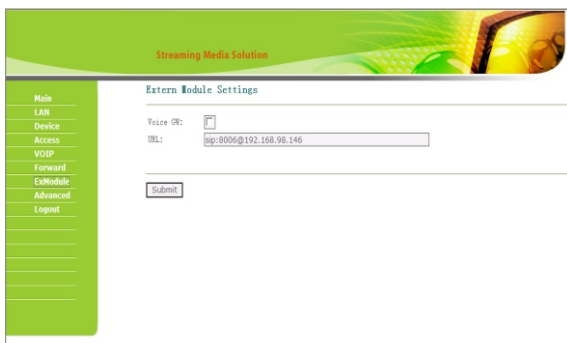 Streaming Media Solution
Extern Module Settings
Main
LAN
Device
Access
VOIP
Forward
ExModule
Advanced
Logout
Voice GW:
URL: sip:8006@192.168.98.146
Submit